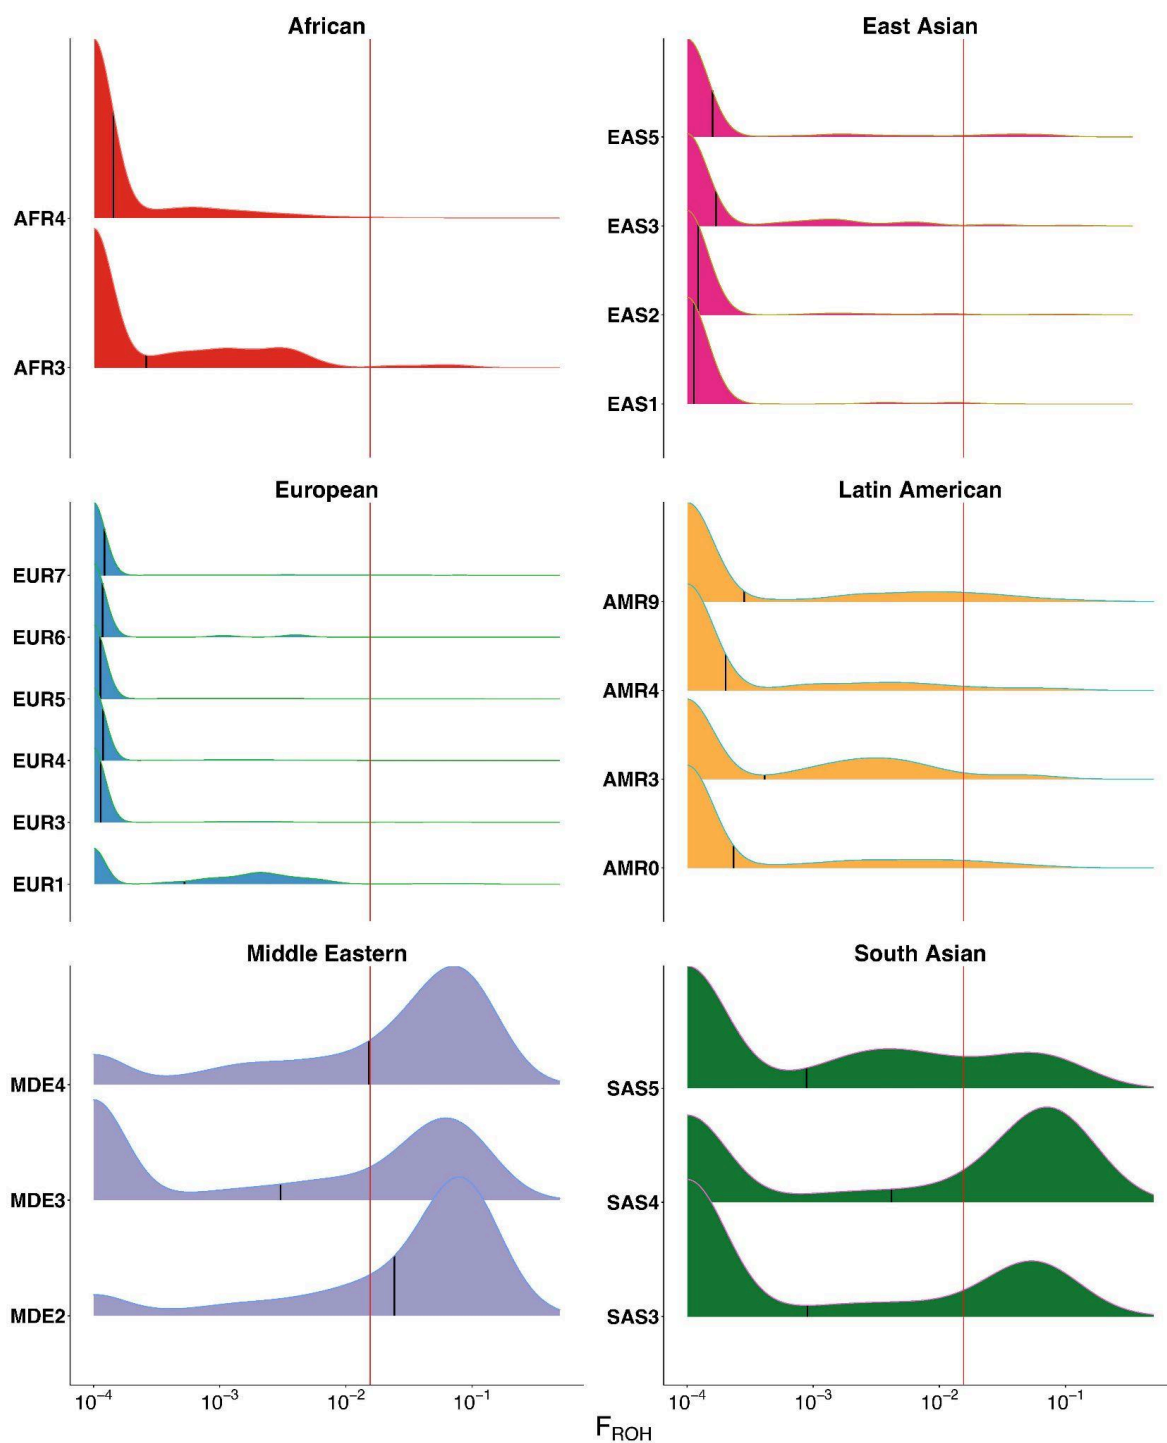 African
AFR4
AFR3
East Asian
EAS5
EAS3
EAS2
EAS1
European
EUR7
EUR6
EUR5
EUR4
EUR3
EUR1
Latin American
AMR9
AMR4
AMR3
AMR0
Middle Eastern
MDE4
MDE3
MDE2
10⁻⁴ 10⁻³ 10⁻² 10⁻¹
South Asian
SAS5
SAS4
SAS3
10⁻⁴ 10⁻³ 10⁻² 10⁻¹
F_ROH